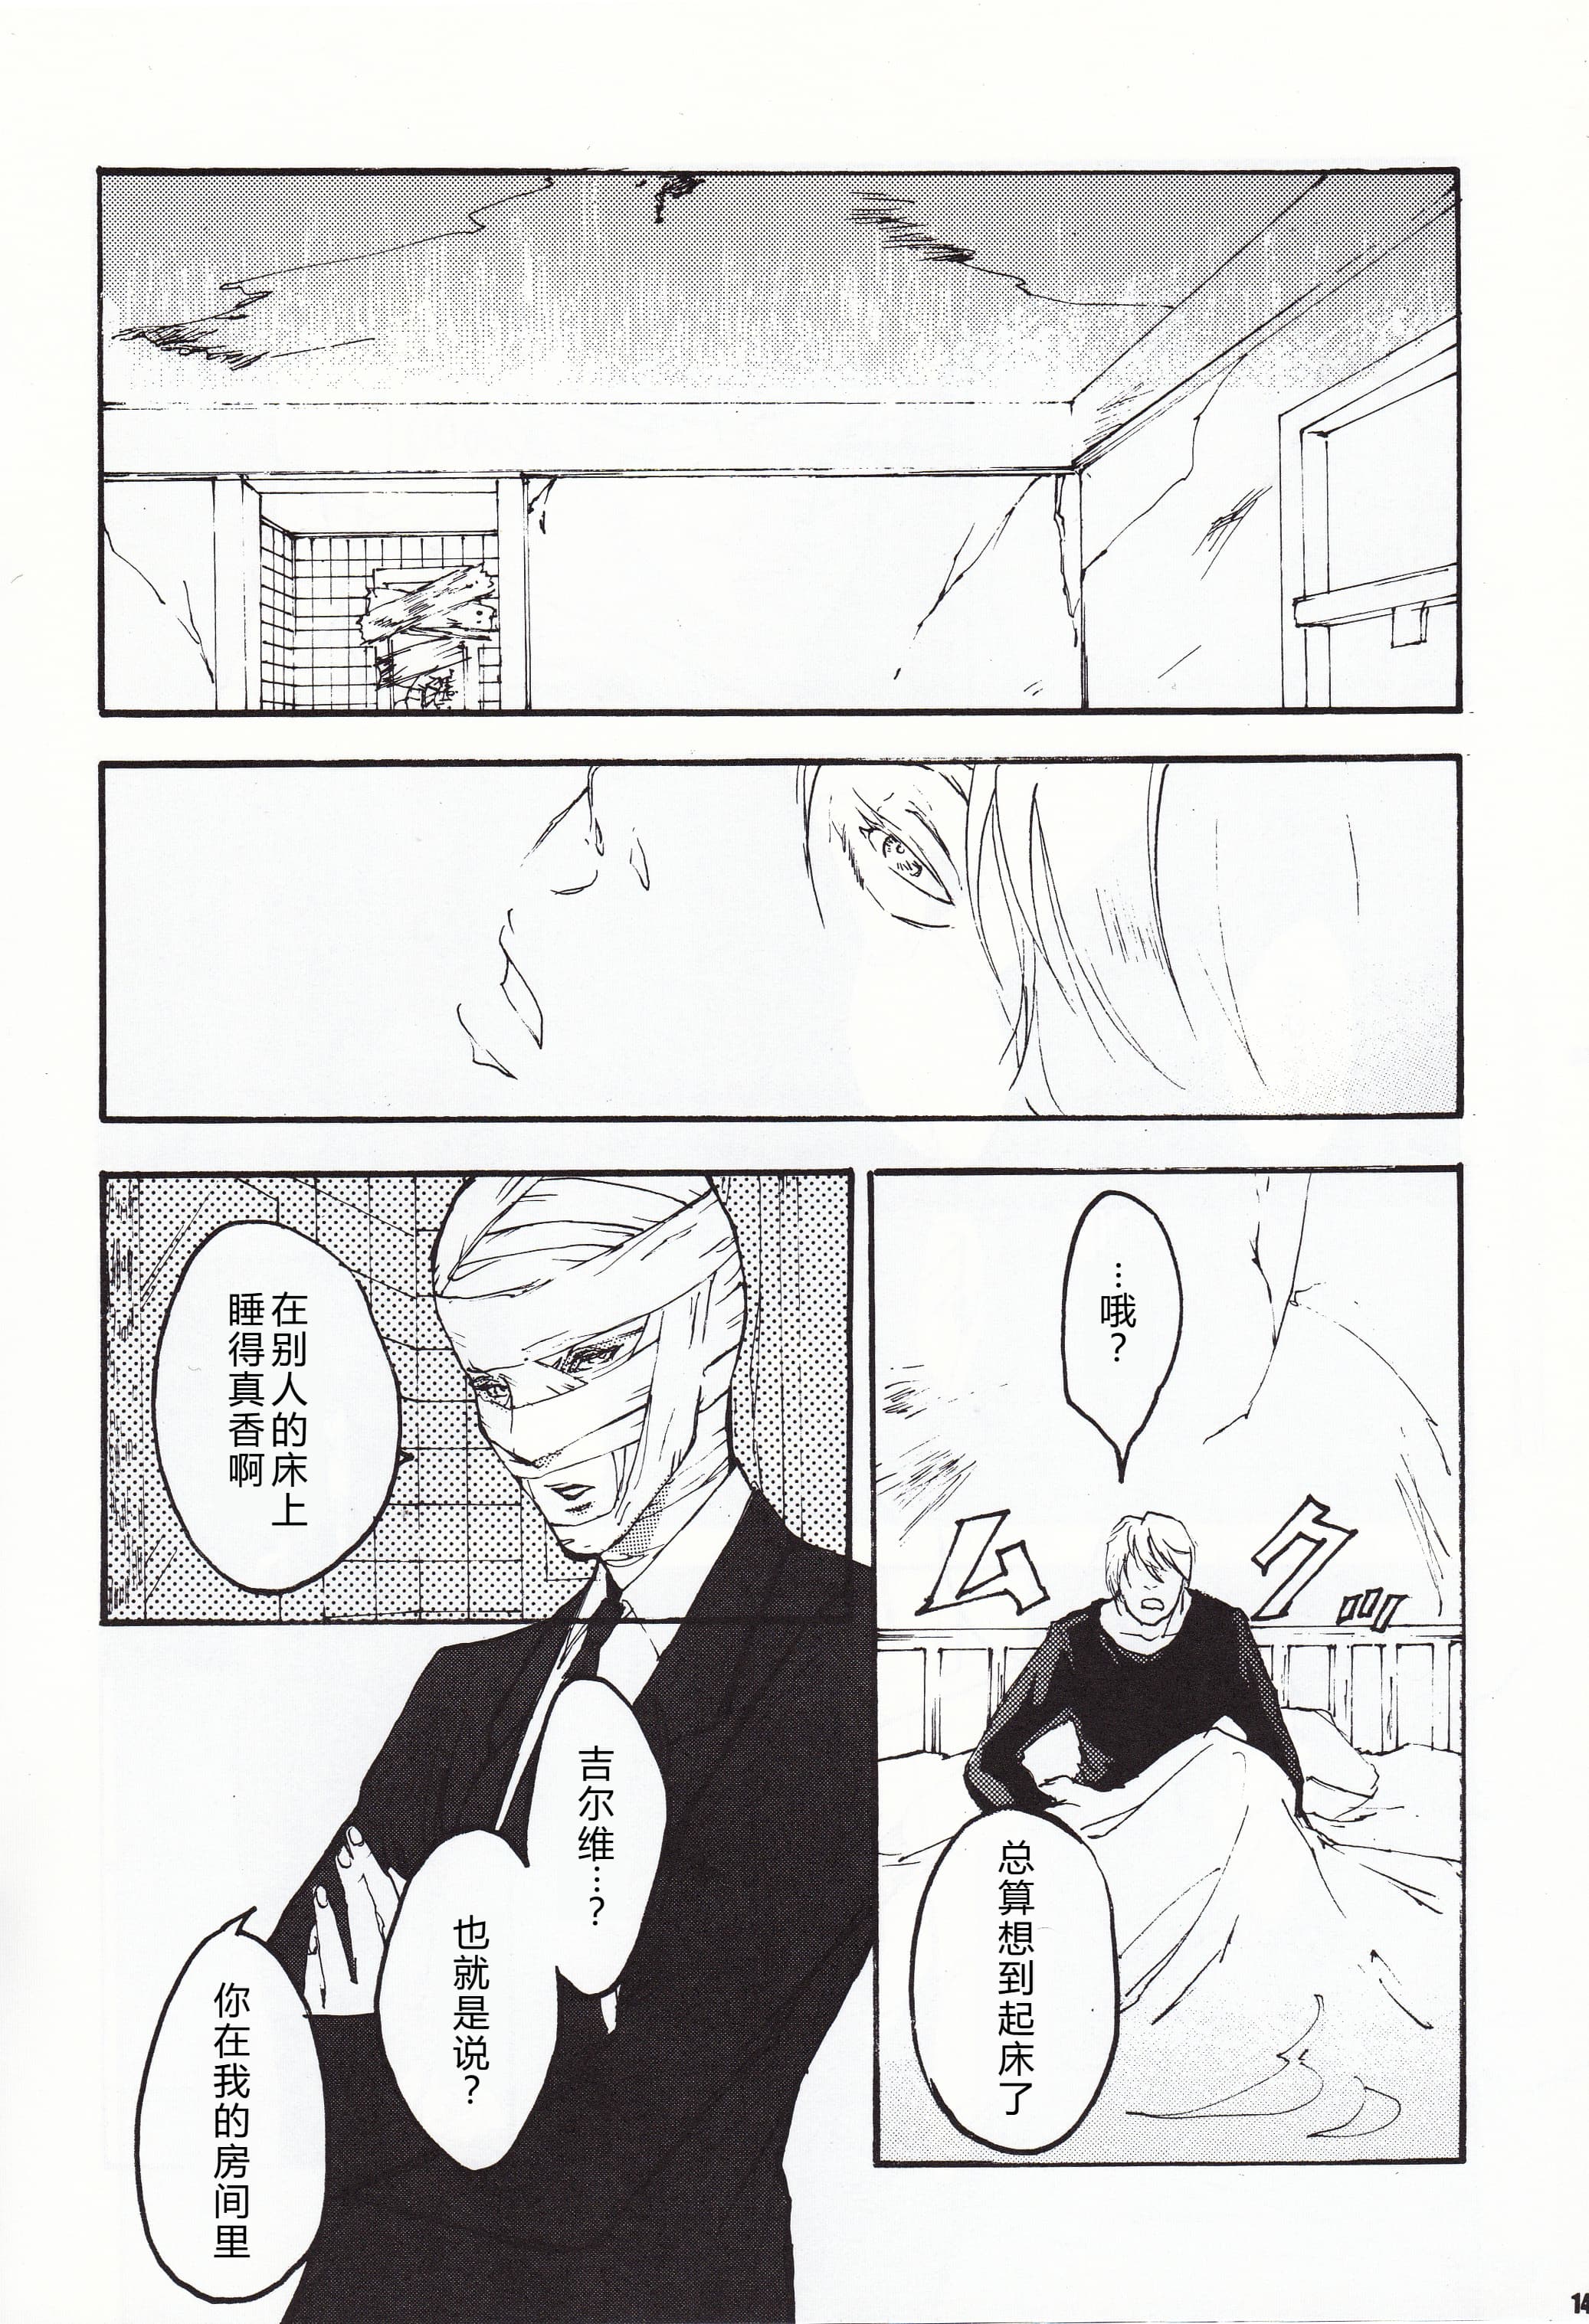 …哦？
ムク…
总算想到起床了
在别人的床上
睡得真香啊
吉尔维…？
也就是说？
你在我的房间里
14